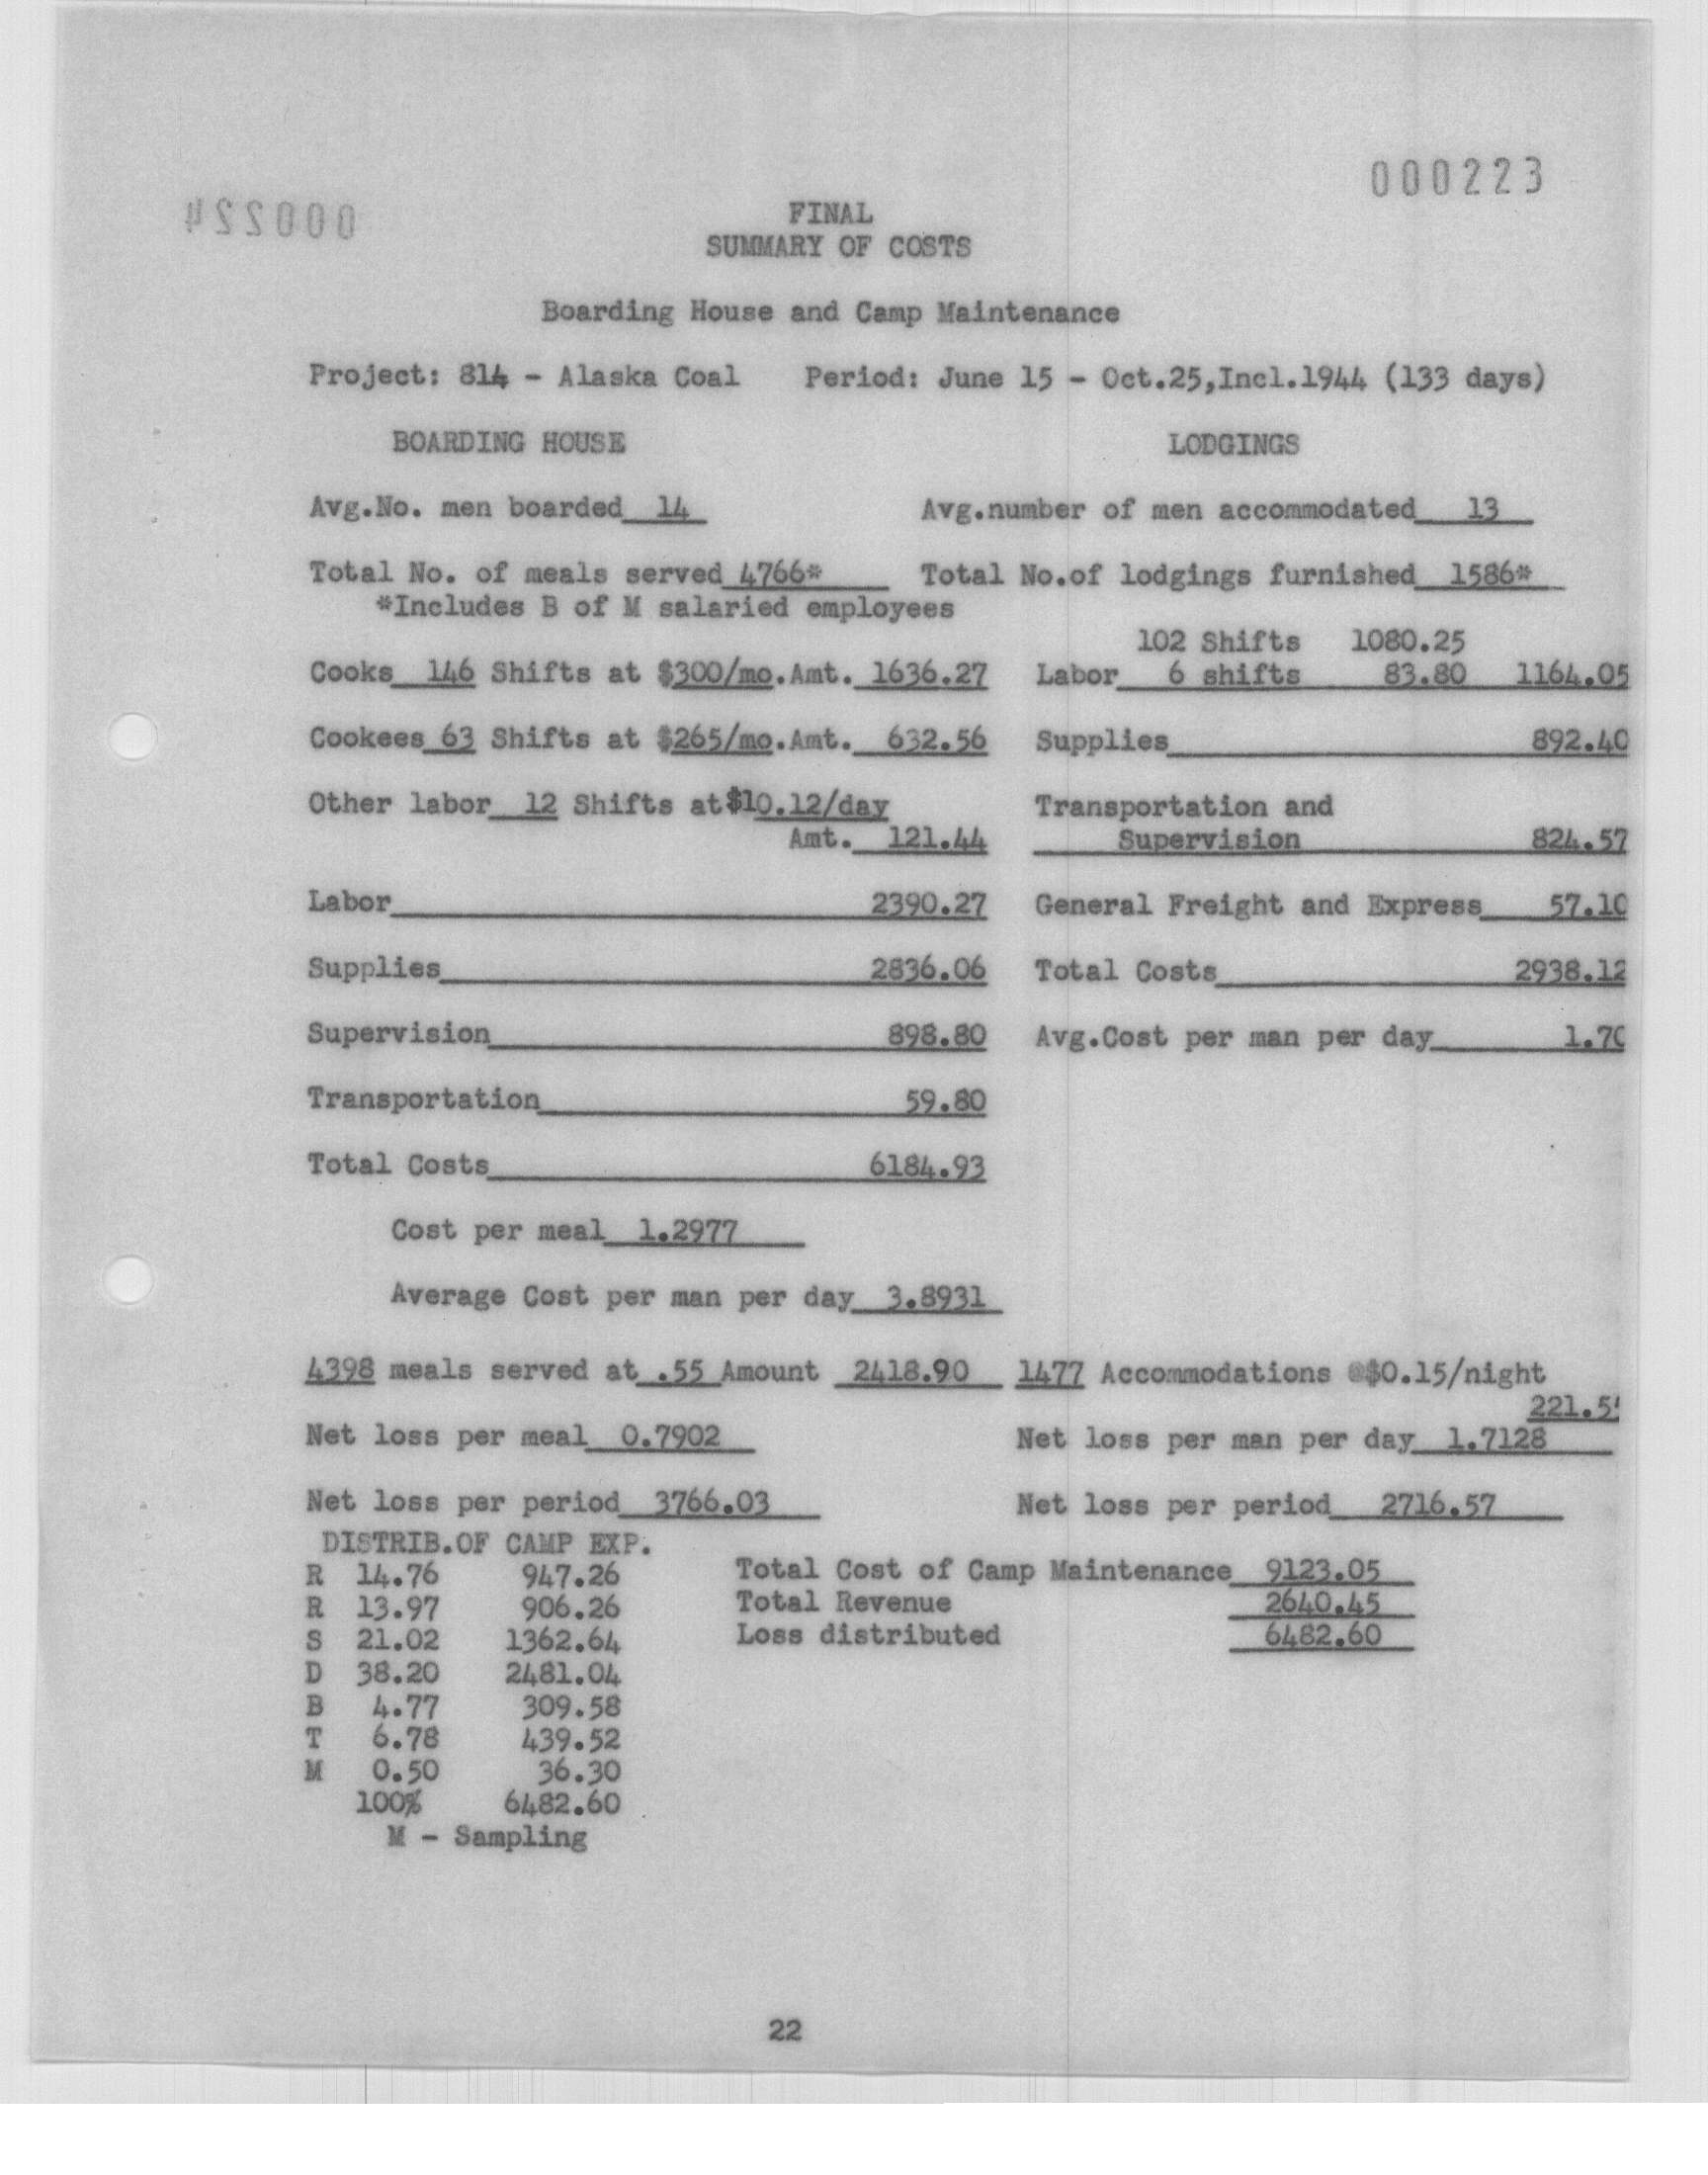 000223
000224
FINAL
SUMMARY OF COSTS
Boarding House and Camp Maintenance
Project: 814 - Alaska Coal    Period: June 15 - Oct.25,Incl.1944 (133 days)
BOARDING HOUSE    LODGINGS
Avg.No. men boarded 14    Avg.number of men accommodated 13
Total No. of meals served 4766*    Total No.of lodgings furnished 1586*
*Includes B of M salaried employees
102 Shifts 1080.25
Cooks 146 Shifts at $300/mo.Amt. 1636.27    Labor 6 shifts 83.80 1164.05
Cookees 63 Shifts at $265/mo.Amt. 632.56    Supplies 892.40
Other labor 12 Shifts at $10.12/day    Transportation and
Amt. 121.44    Supervision 824.57
Labor 2390.27    General Freight and Express 57.10
Supplies 2836.06    Total Costs 2938.12
Supervision 898.80    Avg.Cost per man per day 1.70
Transportation 59.80
Total Costs 6184.93
Cost per meal 1.2977
Average Cost per man per day 3.8931
4398 meals served at .55 Amount 2418.90    1477 Accommodations @$0.15/night
221.5
Net loss per meal 0.7902    Net loss per man per day 1.7128
Net loss per period 3766.03    Net loss per period 2716.57
DISTRIB.OF CAMP EXP.
R 14.76 947.26    Total Cost of Camp Maintenance 9123.05
R 13.97 906.26    Total Revenue 2640.45
S 21.02 1362.64    Loss distributed 6482.60
D 38.20 2481.04
B 4.77 309.58
T 6.78 439.52
M 0.50 36.30
100% 6482.60
M - Sampling
22